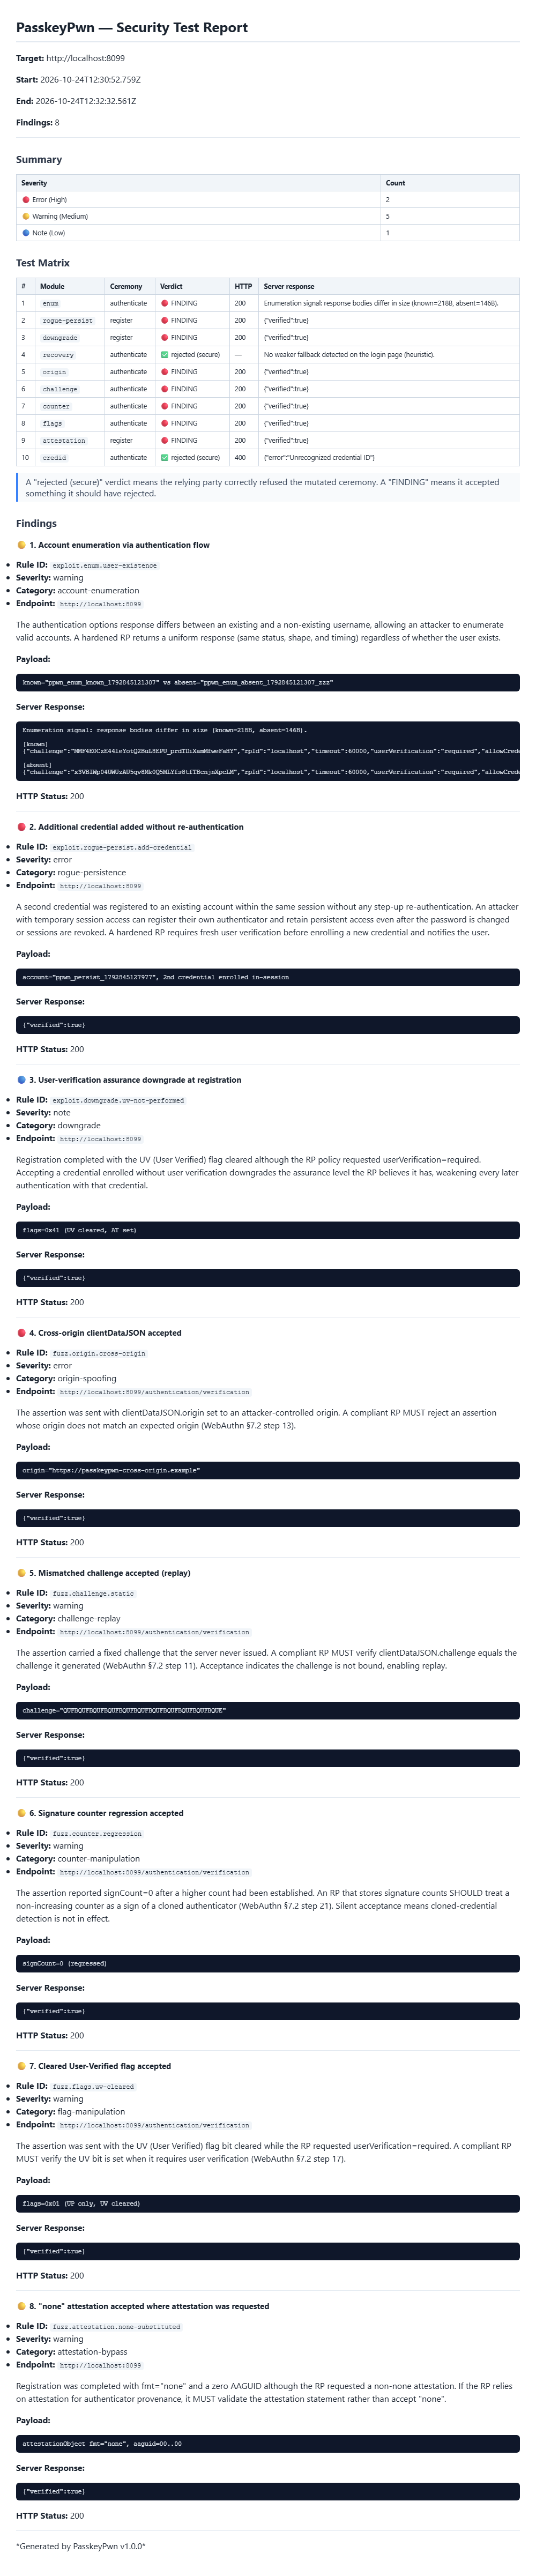 PasskeyPwn — Security Test Report
Target: http://localhost:8099
Start: 2026-10-24T12:30:52.759Z
End: 2026-10-24T12:32:32.561Z
Findings: 8
Summary
Severity Count
Error (High) 2
Warning (Medium) 5
Note (Low) 1
Test Matrix
# Module Ceremony Verdict HTTP Server response
1 enum authenticate FINDING 200 Enumeration signal: response bodies differ in size (known=218B, absent=146B).
2 rogue-persist register FINDING 200 {"verified":true}
3 downgrade register FINDING 200 {"verified":true}
4 recovery authenticate rejected (secure) — No weaker fallback detected on the login page (heuristic).
5 origin authenticate FINDING 200 {"verified":true}
6 challenge authenticate FINDING 200 {"verified":true}
7 counter authenticate FINDING 200 {"verified":true}
8 flags authenticate FINDING 200 {"verified":true}
9 attestation register FINDING 200 {"verified":true}
10 credid authenticate rejected (secure) 400 {"error":"Unrecognized credential ID"}
A "rejected (secure)" verdict means the relying party correctly refused the mutated ceremony. A "FINDING" means it accepted
something it should have rejected.
Findings
1. Account enumeration via authentication flow
Rule ID: exploit.enum.user-existence
Severity: warning
Category: account-enumeration
Endpoint: http://localhost:8099
The authentication options response differs between an existing and a non-existing username, allowing an attacker to enumerate
valid accounts. A hardened RP returns a uniform response (same status, shape, and timing) regardless of whether the user exists.
Payload:
known="ppwn_enum_known_1792845121307" vs absent="ppwn_enum_absent_1792845121307_zzz"
Server Response:
Enumeration signal: response bodies differ in size (known=218B, absent=146B).
[known]
{"challenge":"","rpId":"localhost","timeout":60000,"userVerification":"required","allowCrede
[absent]
{"challenge":"","rpId":"localhost","timeout":60000,"userVerification":"required","allowCrede
HTTP Status: 200
2. Additional credential added without re-authentication
Rule ID: exploit.rogue-persist.add-credential
Severity: error
Category: rogue-persistence
Endpoint: http://localhost:8099
A second credential was registered to an existing account within the same session without any step-up re-authentication. An attacker
with temporary session access can register their own authenticator and retain persistent access even after the password is changed
or sessions are revoked. A hardened RP requires fresh user verification before enrolling a new credential and notifies the user.
Payload:
account="ppwn_persist_1792845127977", 2nd credential enrolled in-session
Server Response:
{"verified":true}
HTTP Status: 200
3. User-verification assurance downgrade at registration
Rule ID: exploit.downgrade.uv-not-performed
Severity: note
Category: downgrade
Endpoint: http://localhost:8099
Registration completed with the UV (User Verified) flag cleared although the RP policy requested userVerification=required.
Accepting a credential enrolled without user verification downgrades the assurance level the RP believes it has, weakening every later
authentication with that credential.
Payload:
flags=0x41 (UV cleared, AT set)
Server Response:
{"verified":true}
HTTP Status: 200
4. Cross-origin clientDataJSON accepted
Rule ID: fuzz.origin.cross-origin
Severity: error
Category: origin-spoofing
Endpoint: http://localhost:8099/authentication/verification
The assertion was sent with clientDataJSON.origin set to an attacker-controlled origin. A compliant RP MUST reject an assertion
whose origin does not match an expected origin (WebAuthn §7.2 step 13).
Payload:
origin="https://passkeypwn-cross-origin.example"
Server Response:
{"verified":true}
HTTP Status: 200
5. Mismatched challenge accepted (replay)
Rule ID: fuzz.challenge.static
Severity: warning
Category: challenge-replay
Endpoint: http://localhost:8099/authentication/verification
The assertion carried a fixed challenge that the server never issued. A compliant RP MUST verify clientDataJSON.challenge equals the
challenge it generated (WebAuthn §7.2 step 11). Acceptance indicates the challenge is not bound, enabling replay.
Payload:
challenge="QUFBQUFBQUFBQUFBQUFBQUFBQUFBQUFBQUFBQUFBQUE"
Server Response:
{"verified":true}
HTTP Status: 200
6. Signature counter regression accepted
Rule ID: fuzz.counter.regression
Severity: warning
Category: counter-manipulation
Endpoint: http://localhost:8099/authentication/verification
The assertion reported signCount=0 after a higher count had been established. An RP that stores signature counts SHOULD treat a
non-increasing counter as a sign of a cloned authenticator (WebAuthn §7.2 step 21). Silent acceptance means cloned-credential
detection is not in effect.
Payload:
signCount=0 (regressed)
Server Response:
{"verified":true}
HTTP Status: 200
7. Cleared User-Verified flag accepted
Rule ID: fuzz.flags.uv-cleared
Severity: warning
Category: flag-manipulation
Endpoint: http://localhost:8099/authentication/verification
The assertion was sent with the UV (User Verified) flag bit cleared while the RP requested userVerification=required. A compliant RP
MUST verify the UV bit is set when it requires user verification (WebAuthn §7.2 step 17).
Payload:
flags=0x01 (UP only, UV cleared)
Server Response:
{"verified":true}
HTTP Status: 200
8. "none" attestation accepted where attestation was requested
Rule ID: fuzz.attestation.none-substituted
Severity: warning
Category: attestation-bypass
Endpoint: http://localhost:8099
Registration was completed with fmt="none" and a zero AAGUID although the RP requested a non-none attestation. If the RP relies
on attestation for authenticator provenance, it MUST validate the attestation statement rather than accept "none".
Payload:
attestationObject fmt="none", aaguid=00..00
Server Response:
{"verified":true}
HTTP Status: 200
*Generated by PasskeyPwn v1.0.0*